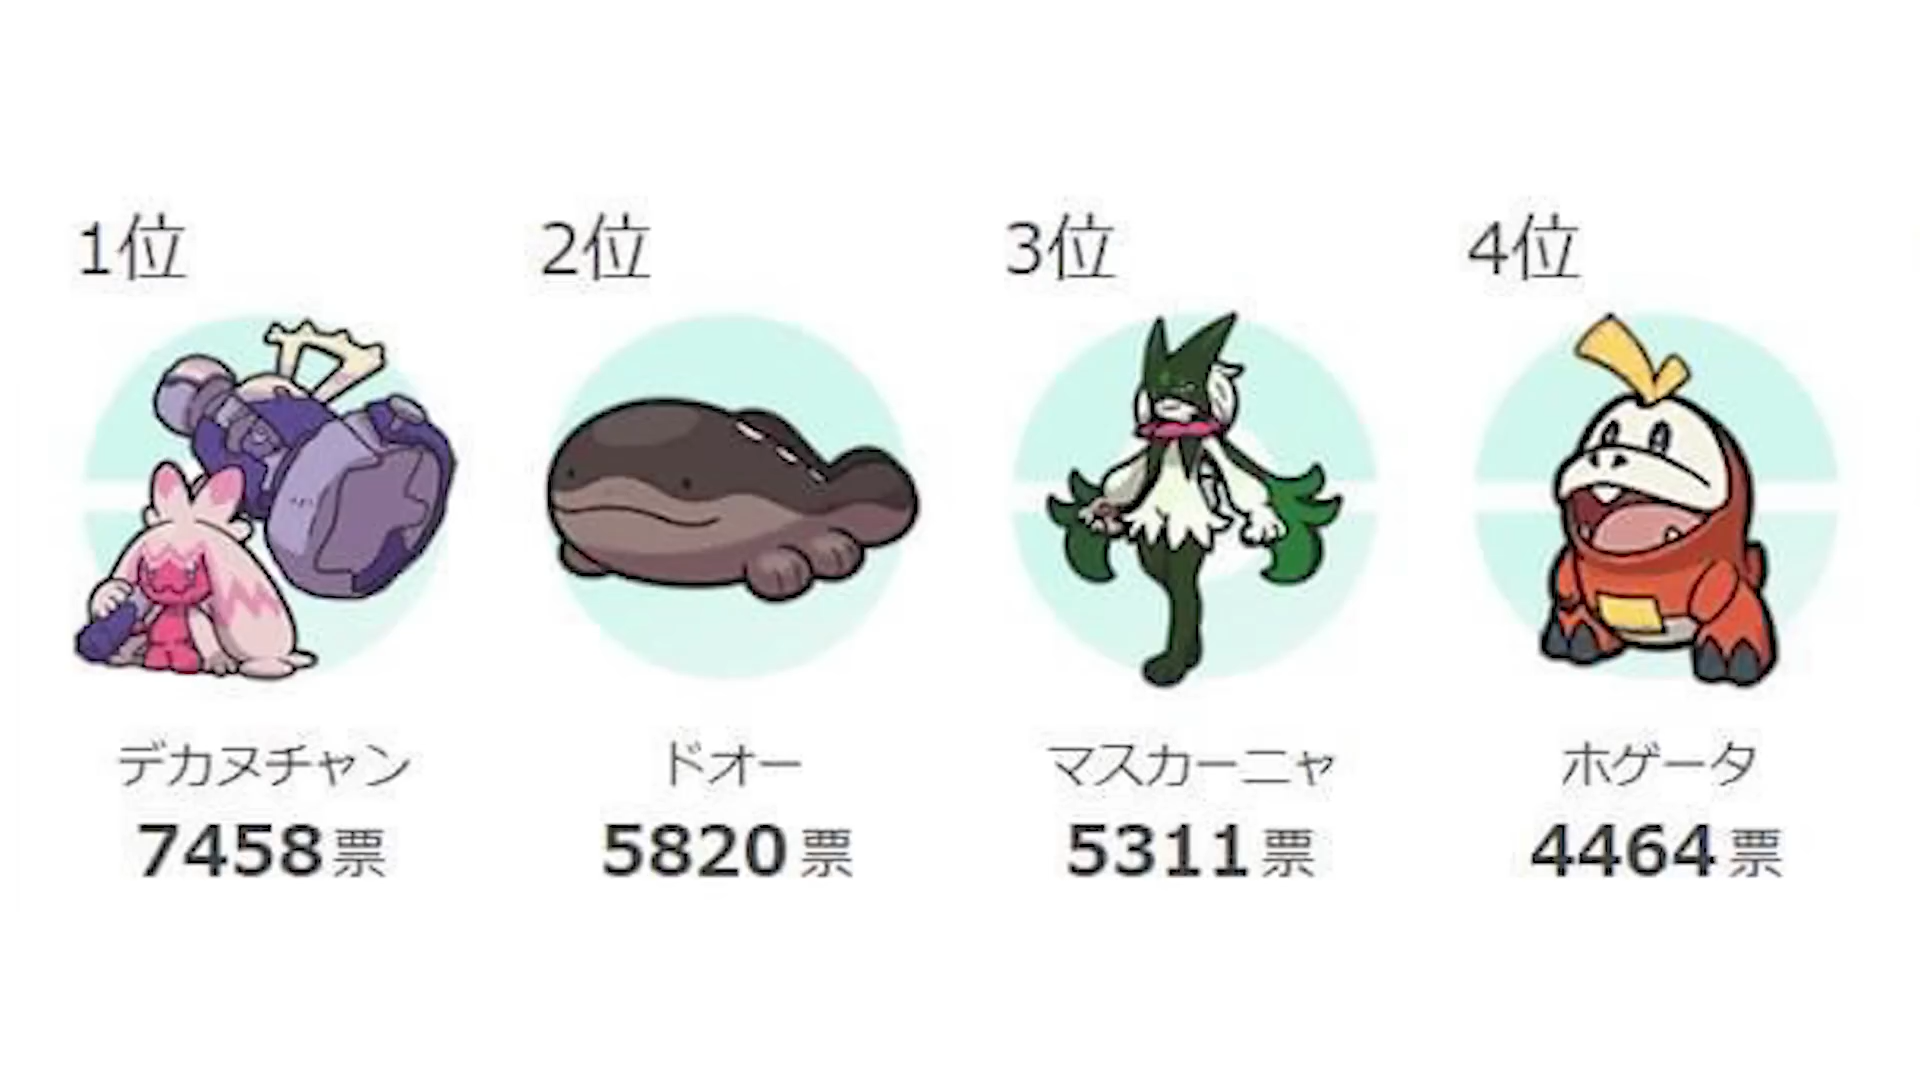 1位
2位
3位
4位
デカヌチャン
ドオー
マスカーニャ
ホゲータ
7458票
5820票
5311票
4464票